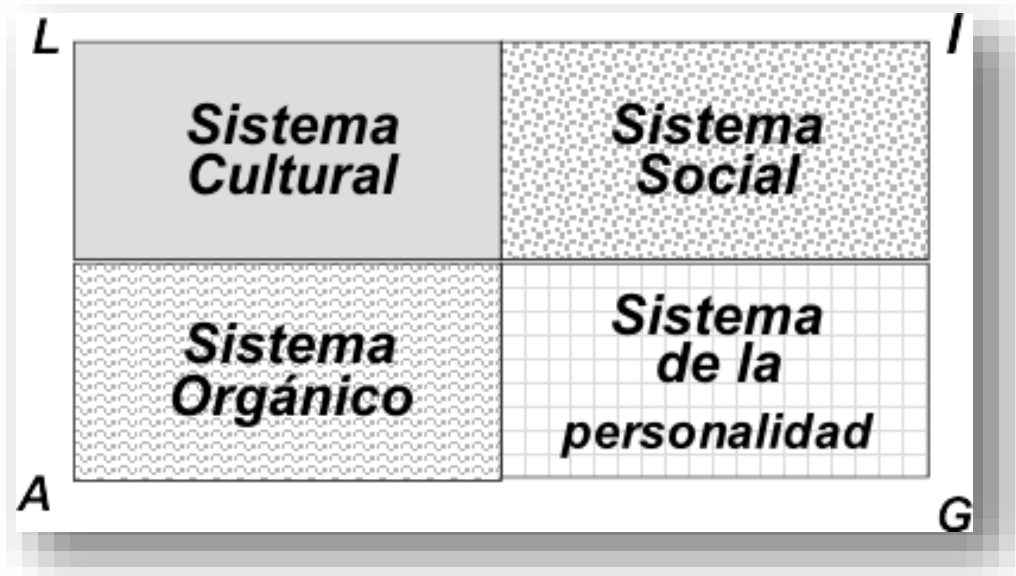 L
I
Sistema
Cultural
Sistema
Social
Sistema
Orgánico
Sistema
de la
personalidad
A
G